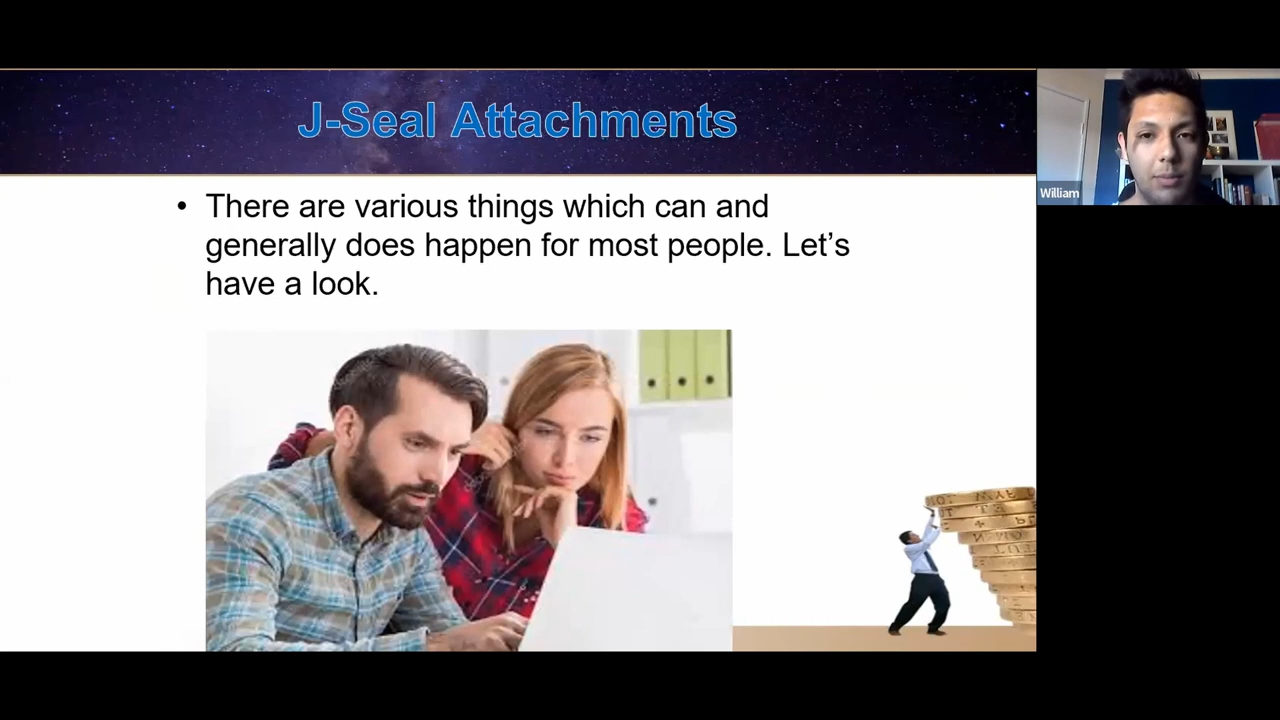 J-Seal Attachments
• There are various things which can and
generally does happen for most people. Let’s
have a look.
William